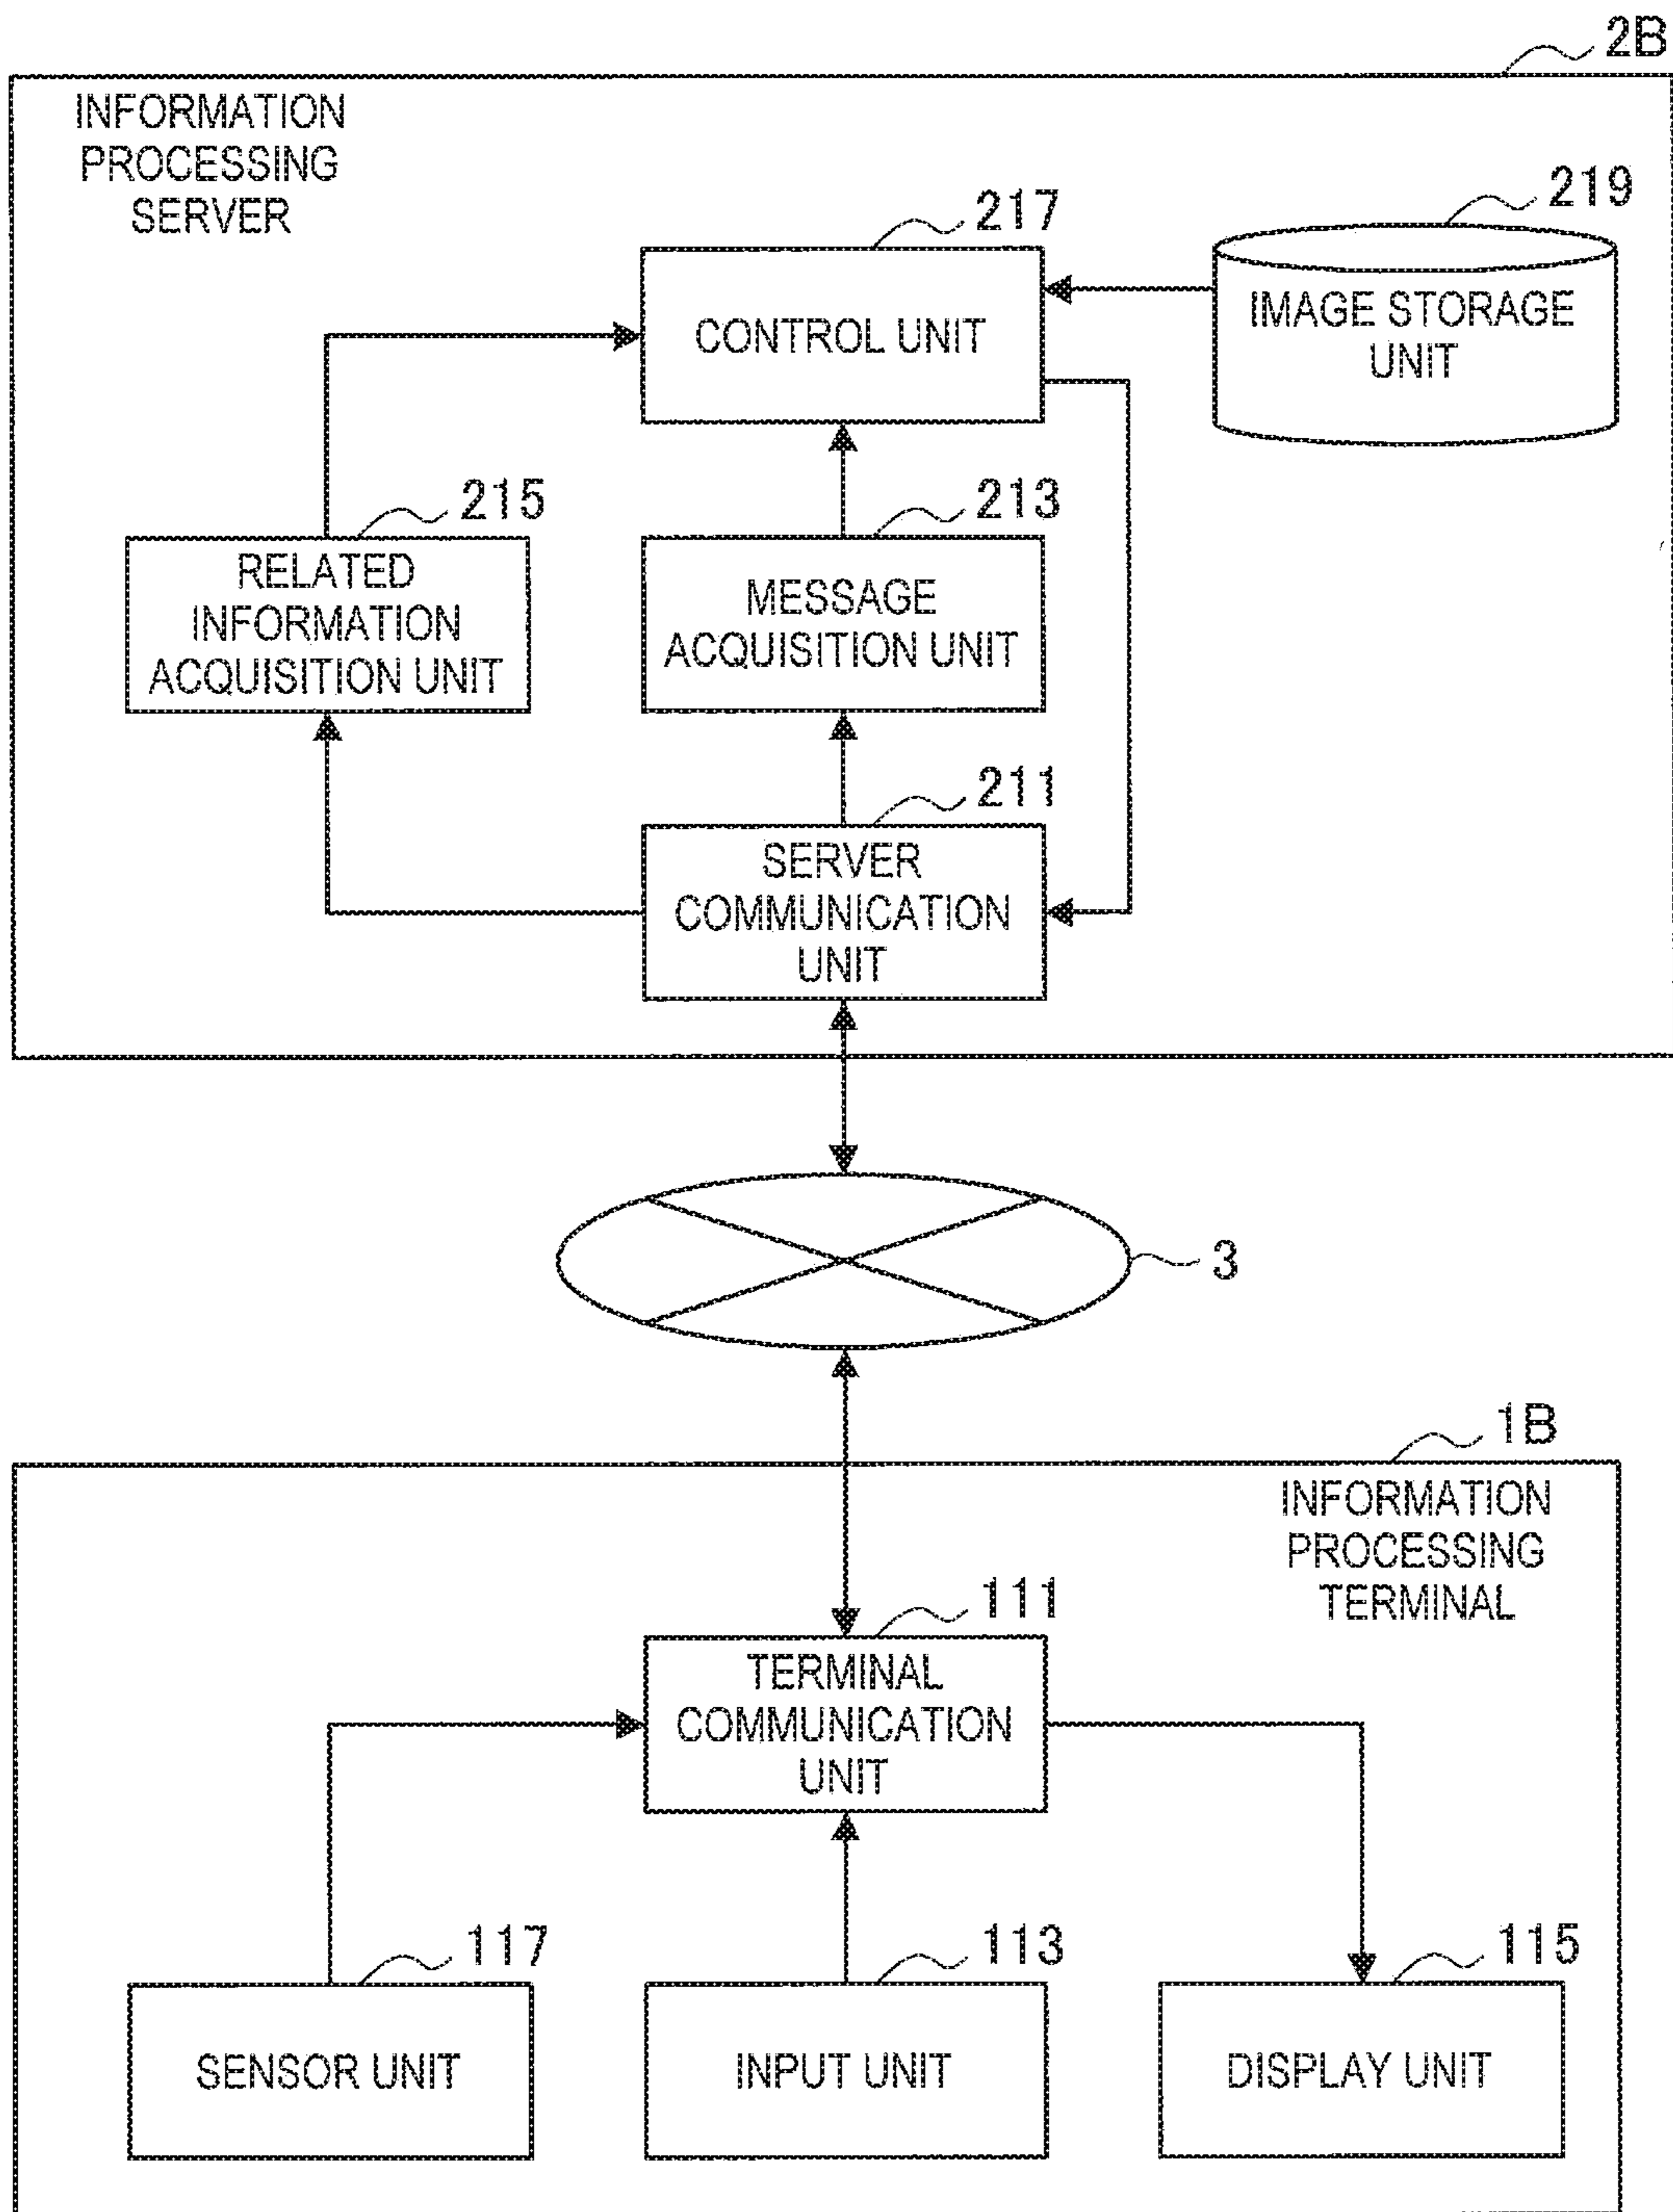 2B
INFORMATION
PROCESSING
SERVER
217
219
CONTROL UNIT
IMAGE STORAGE
UNIT
215
213
RELATED
INFORMATION
ACQUISITION UNIT
MESSAGE
ACQUISITION UNIT
211
SERVER
COMMUNICATION
UNIT
3
1B
INFORMATION
PROCESSING
TERMINAL
111
TERMINAL
COMMUNICATION
UNIT
117
113
115
SENSOR UNIT
INPUT UNIT
DISPLAY UNIT